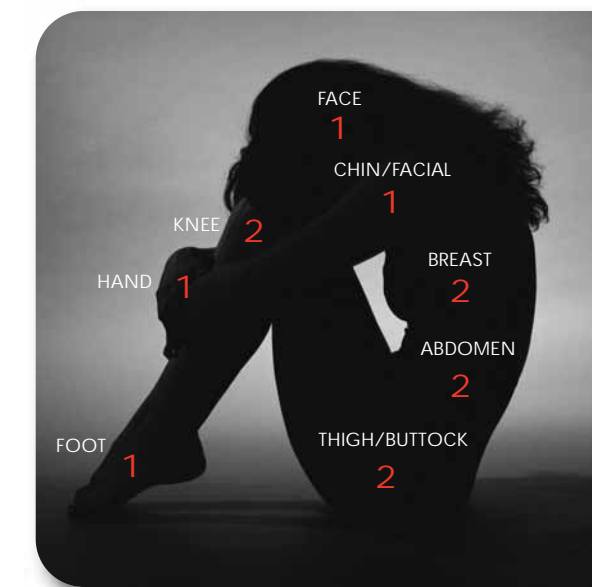 FACE
1
CHIN/FACIAL
1
KNEE
2
HAND
1
BREAST
2
ABDOMEN
2
THIGH/BUTTOCK
2
FOOT
1